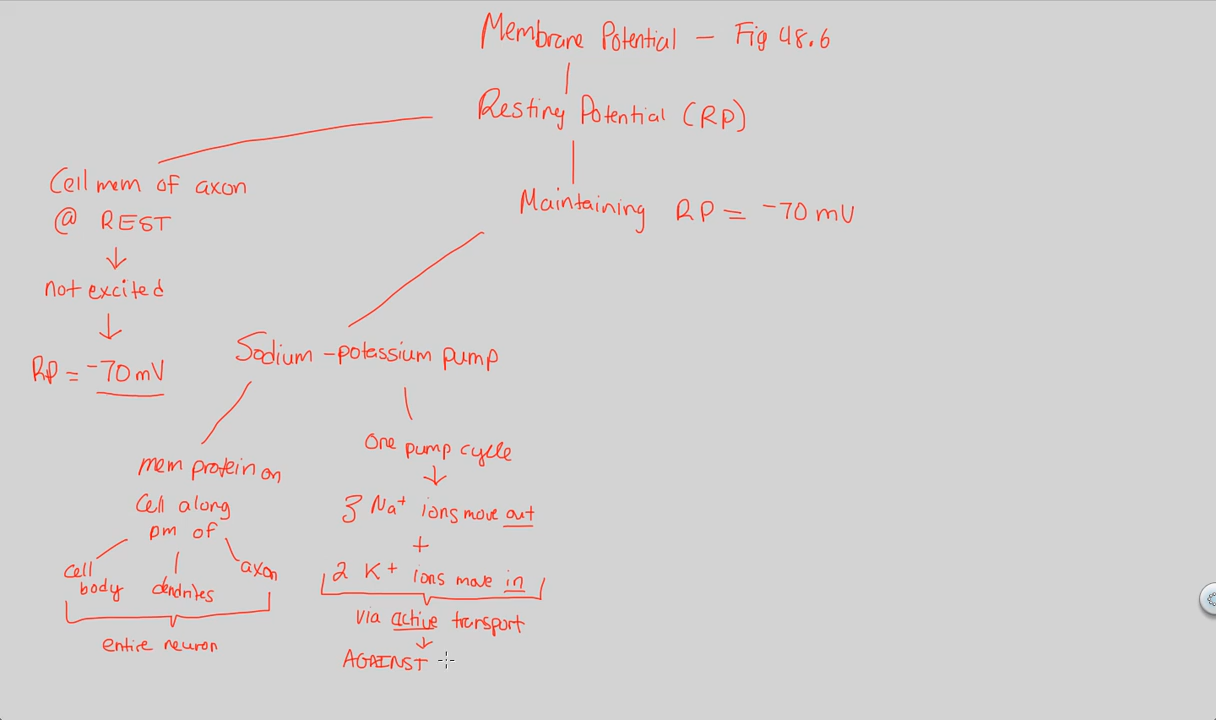 Membrane Potential – Fig 48.6
Resting Potential (RP)
Cell mem of axon
@ REST
↓
not excited
↓
RP = -70 mV
Maintaining RP = -70 mV
Sodium-potassium pump
mem protein on
cell along
pm of
cell
body
dendrites
axon
entire neuron
One pump cycle
↓
3 Na+ ions move out
+
2 K+ ions move in
via active transport
↓
AGAINST